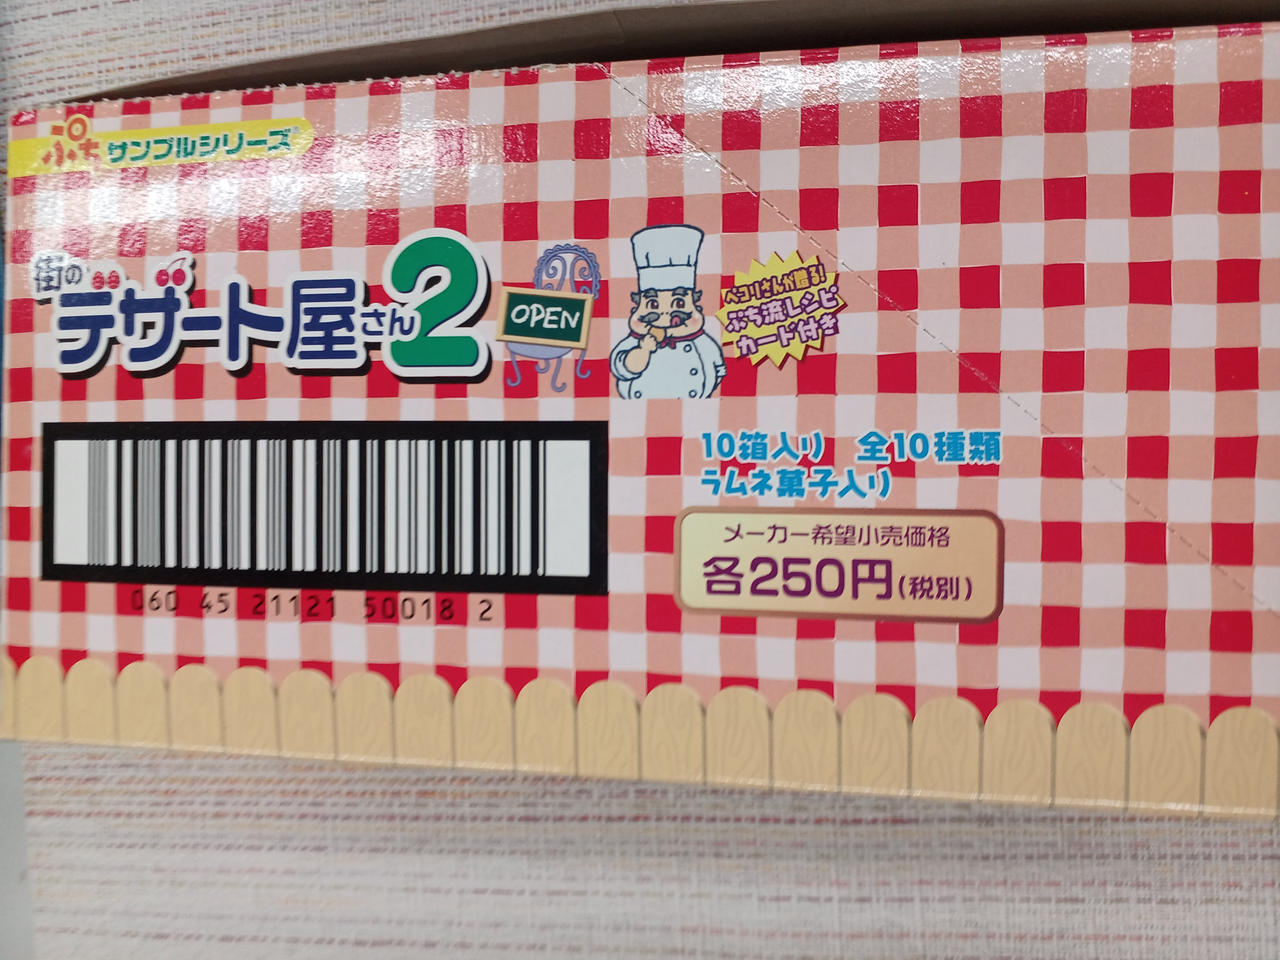 ぷち サンプルシリーズ®
街の
デザート屋さん2
OPEN
ペコリさんが贈る!
ぷち流レシピ
カード付き
10箱入り 全10種類
ラムネ菓子入り
メーカー希望小売価格
各250円(税別)
060 45 21121 50018 2